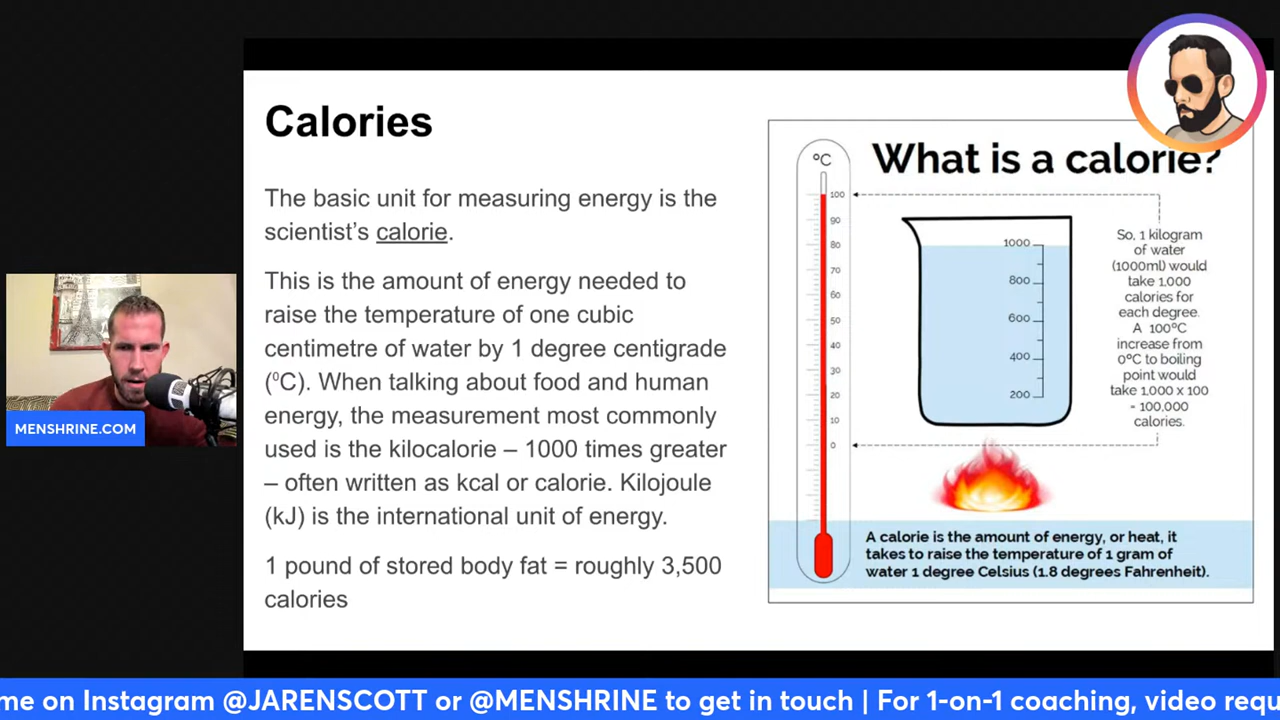 Calories
The basic unit for measuring energy is the
scientist's calorie.
This is the amount of energy needed to
raise the temperature of one cubic
centimetre of water by 1 degree centigrade
(⁰C). When talking about food and human
energy, the measurement most commonly
used is the kilocalorie – 1000 times greater
– often written as kcal or calorie. Kilojoule
(kJ) is the international unit of energy.
1 pound of stored body fat = roughly 3,500
calories
What is a calorie?
ºC
100
90
80
70
60
50
40
30
20
10
0
1000
800
600
400
200
So, 1 kilogram
of water
(1000ml) would
take 1,000
calories for
each degree.
A 100ºC
increase from
0ºC to boiling
point would
take 1,000 x 100
- 100,000
calories.
A calorie is the amount of energy, or heat, it
takes to raise the temperature of 1 gram of
water 1 degree Celsius (1.8 degrees Fahrenheit).
MENSHRINE.COM
me on Instagram @JARENSCOTT or @MENSHRINE to get in touch | For 1-on-1 coaching, video requ